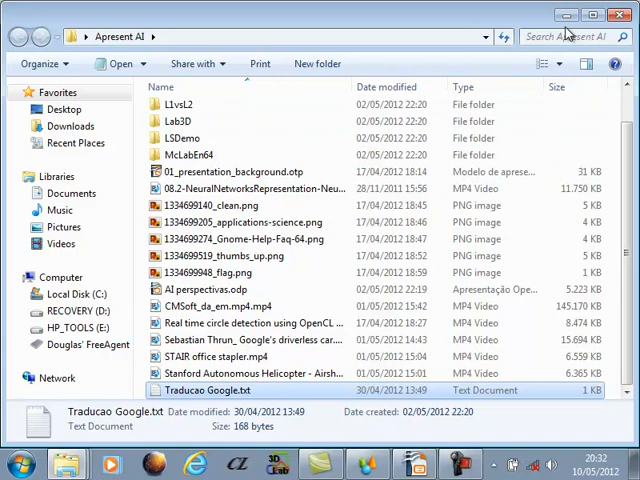 Apresent AI
Search Apresent AI
Organize Open Share with Print New folder
Name Date modified Type Size
L1vsL2 02/05/2012 22:20 File folder
Lab3D 02/05/2012 22:20 File folder
LSDemo 02/05/2012 22:20 File folder
McLabEn64 02/05/2012 22:20 File folder
01_presentation_background.otp 17/04/2012 18:14 Modelo de aprese... 31 KB
08.2-NeuralNetworksRepresentation-Neu... 28/11/2011 15:56 MP4 Video 11.750 KB
1334699140_clean.png 17/04/2012 18:45 PNG image 5 KB
1334699205_applications-science.png 17/04/2012 18:46 PNG image 4 KB
1334699274_Gnome-Help-Faq-64.png 17/04/2012 18:47 PNG image 4 KB
1334699519_thumbs_up.png 17/04/2012 18:51 PNG image 5 KB
1334699948_flag.png 17/04/2012 18:59 PNG image 1 KB
AI perspectivas.odp 02/05/2012 22:19 Apresentação Ope... 5.223 KB
CMSoft_da_em.mp4.mp4 01/05/2012 15:42 MP4 Video 145.170 KB
Real time circle detection using OpenCL ... 17/04/2012 18:27 MP4 Video 8.474 KB
Sebastian Thrun_ Google's driverless car.... 01/05/2012 14:43 MP4 Video 15.694 KB
STAIR office stapler.mp4 01/05/2012 15:04 MP4 Video 6.559 KB
Stanford Autonomous Helicopter - Airsh... 01/05/2012 15:01 MP4 Video 6.365 KB
Traducao Google.txt 30/04/2012 13:49 Text Document 1 KB
Favorites
Desktop
Downloads
Recent Places
Libraries
Documents
Music
Pictures
Videos
Computer
Local Disk (C:)
RECOVERY (D:)
HP_TOOLS (E:)
Douglas' FreeAgent
Network
Traducao Google.txt Date modified: 30/04/2012 13:49 Date created: 02/05/2012 22:20
Text Document Size: 168 bytes
3D Lab
20:32
10/05/2012